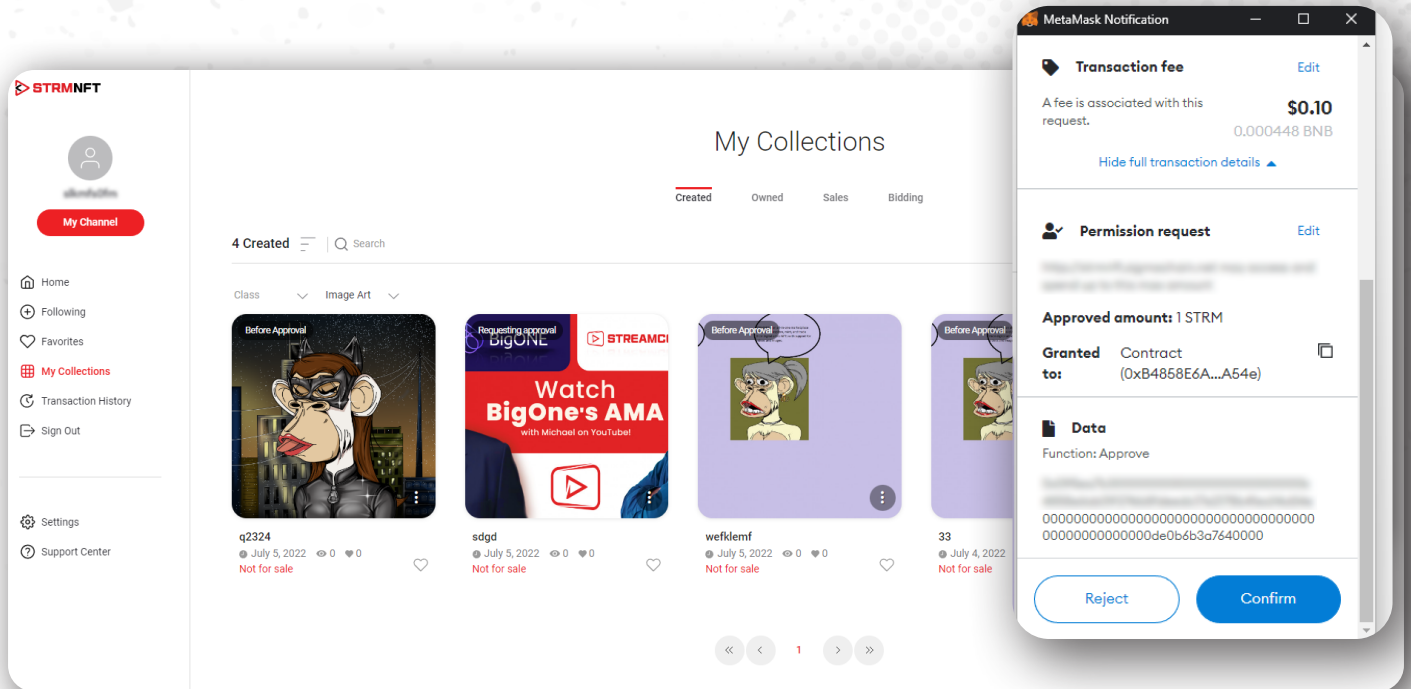 STRMNFT
My Channel
Home
Following
Favorites
My Collections
Transaction History
Sign Out
Settings
Support Center
My Collections
Created
Owned
Sales
Bidding
4 Created
Search
Class
Image Art
Before Approval
q2324
July 5, 2022 0 0
Not for sale
Requesting approval
BigONE
STREAMC
Watch
BigOne's AMA
with Michael on YouTube!
sdgd
July 5, 2022 0 0
Not for sale
Before Approval
wefklemf
July 5, 2022 0 0
Not for sale
Before Approval
33
July 4, 2022
Not for sale
« < 1 > »
MetaMask Notification
Transaction fee
Edit
A fee is associated with this
request.
$0.10
0.000448 BNB
Hide full transaction details
Permission request
Edit
Approved amount: 1 STRM
Granted Contract
to: (0xB4858E6A...A54e)
Data
Function: Approve
0000000000000000000000000000000000
00000000000000de0b6b3a7640000
Reject
Confirm